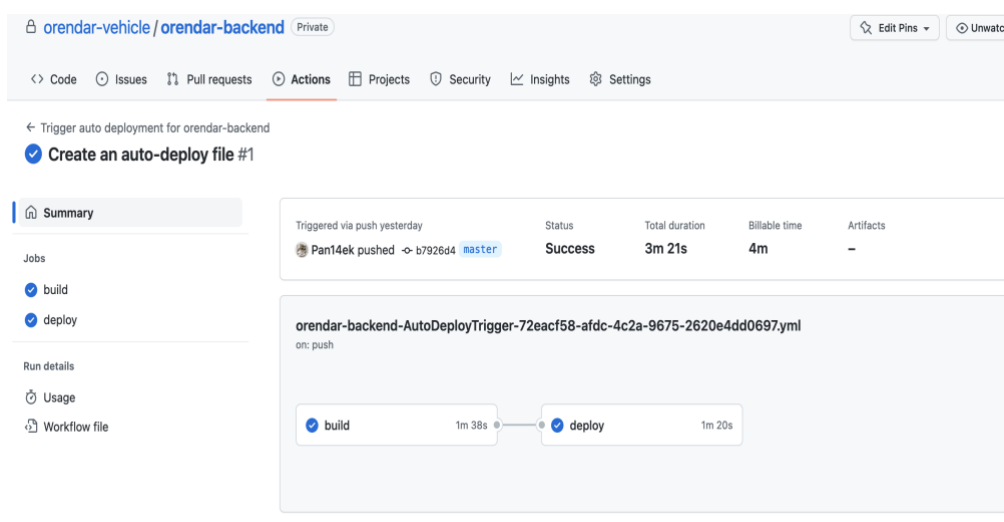 orendar-vehicle / orendar-backend Private
Edit Pins
Unwatc
Code Issues Pull requests Actions Projects Security Insights Settings
← Trigger auto deployment for orendar-backend
Create an auto-deploy file #1
Summary
Jobs
build
deploy
Run details
Usage
Workflow file
Triggered via push yesterday
Pan14ek pushed b7926d4 master
Status
Success
Total duration
3m 21s
Billable time
4m
Artifacts
–
orendar-backend-AutoDeployTrigger-72eacf58-afdc-4c2a-9675-2620e4dd0697.yml
on: push
build 1m 38s
deploy 1m 20s